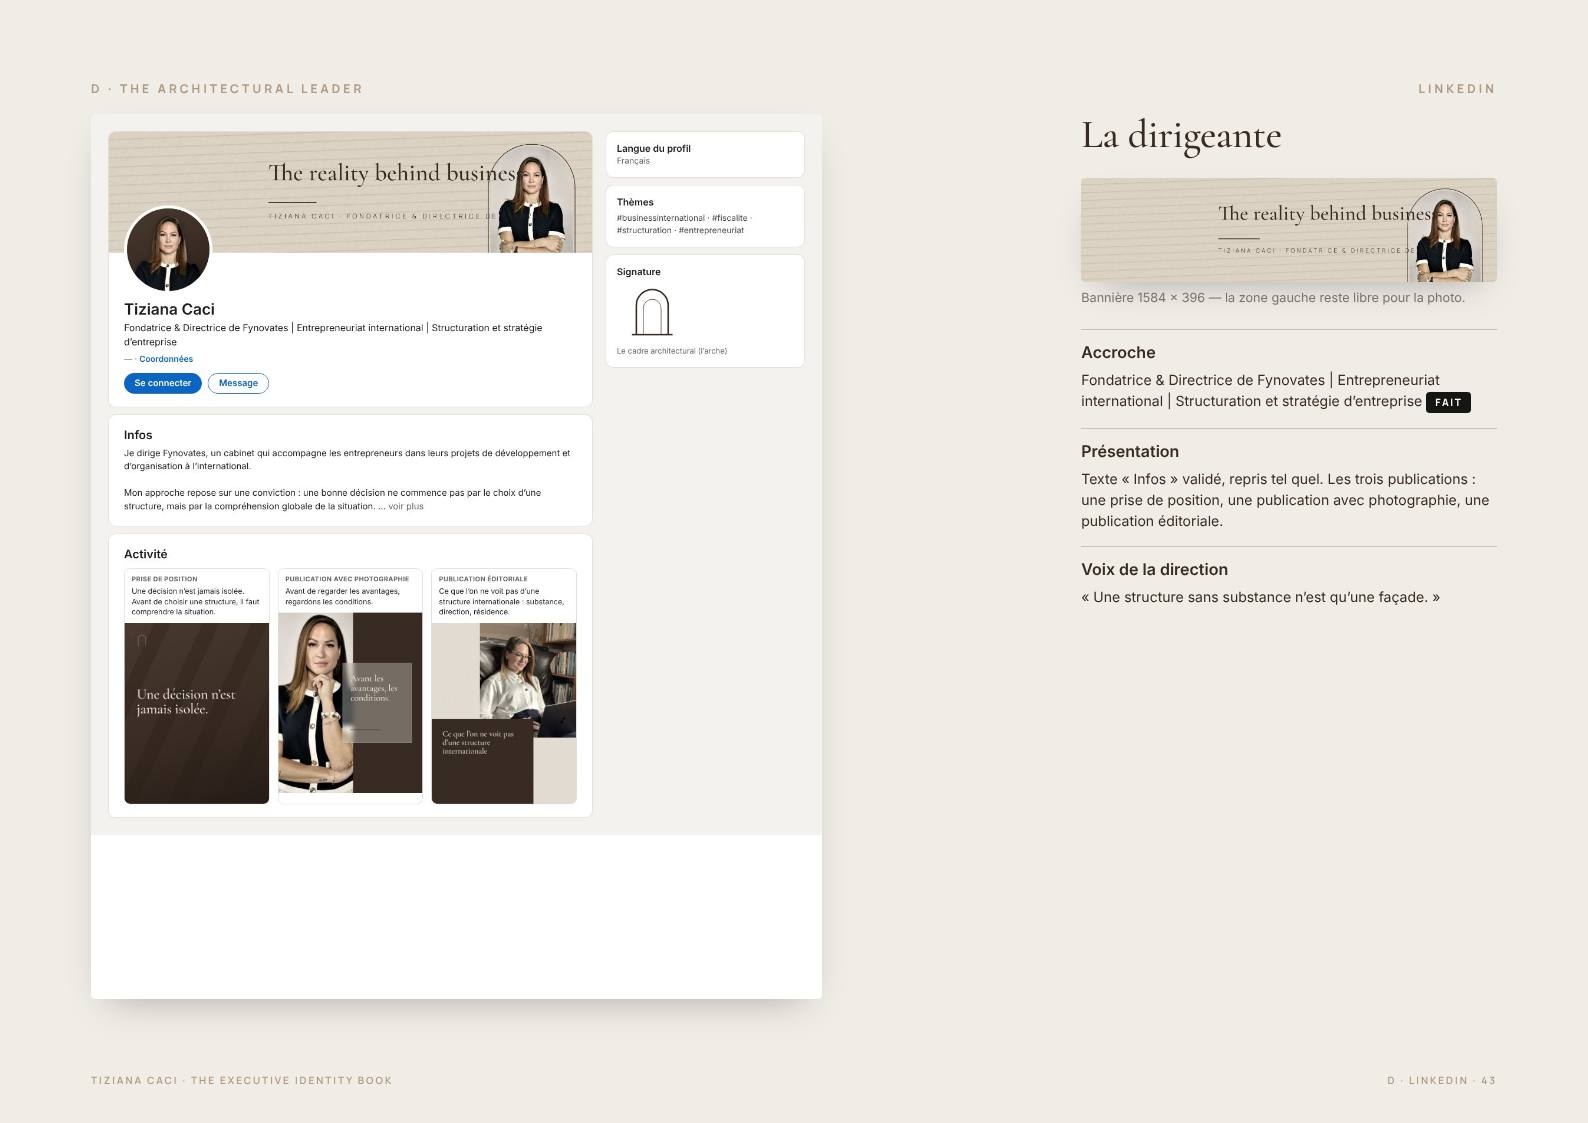 D · THE ARCHITECTURAL LEADER
LINKEDIN
The reality behind business
TIZIANA CACI · FONDATRICE & DIRECTRICE DE
Tiziana Caci
Fondatrice & Directrice de Fynovates | Entrepreneuriat international | Structuration et stratégie
d’entreprise
— · Coordonnées
Se connecter
Message
Infos
Je dirige Fynovates, un cabinet qui accompagne les entrepreneurs dans leurs projets de développement et
d’organisation à l’international.
Mon approche repose sur une conviction : une bonne décision ne commence pas par le choix d’une
structure, mais par la compréhension globale de la situation. ... voir plus
Activité
PRISE DE POSITION
Une décision n’est jamais isolée.
Avant de choisir une structure, il faut
comprendre la situation.
Une décision n’est
jamais isolée.
PUBLICATION AVEC PHOTOGRAPHIE
Avant de regarder les avantages,
regardons les conditions.
Avant les
avantages, les
conditions.
PUBLICATION ÉDITORIALE
Ce que l’on ne voit pas d’une
structure internationale : substance,
direction, résidence.
Ce que l’on ne voit pas
d’une structure
internationale
Langue du profil
Français
Thèmes
#businessinternational · #fiscalite ·
#structuration · #entrepreneuriat
Signature
Le cadre architectural (l’arche)
La dirigeante
The reality behind busines
TIZIANA CACI · FONDATR CE & DIRECTRICE DE
Bannière 1584 × 396 — la zone gauche reste libre pour la photo.
Accroche
Fondatrice & Directrice de Fynovates | Entrepreneuriat
international | Structuration et stratégie d’entreprise FAIT
Présentation
Texte « Infos » validé, repris tel quel. Les trois publications :
une prise de position, une publication avec photographie, une
publication éditoriale.
Voix de la direction
« Une structure sans substance n’est qu’une façade. »
TIZIANA CACI · THE EXECUTIVE IDENTITY BOOK
D · LINKEDIN · 43